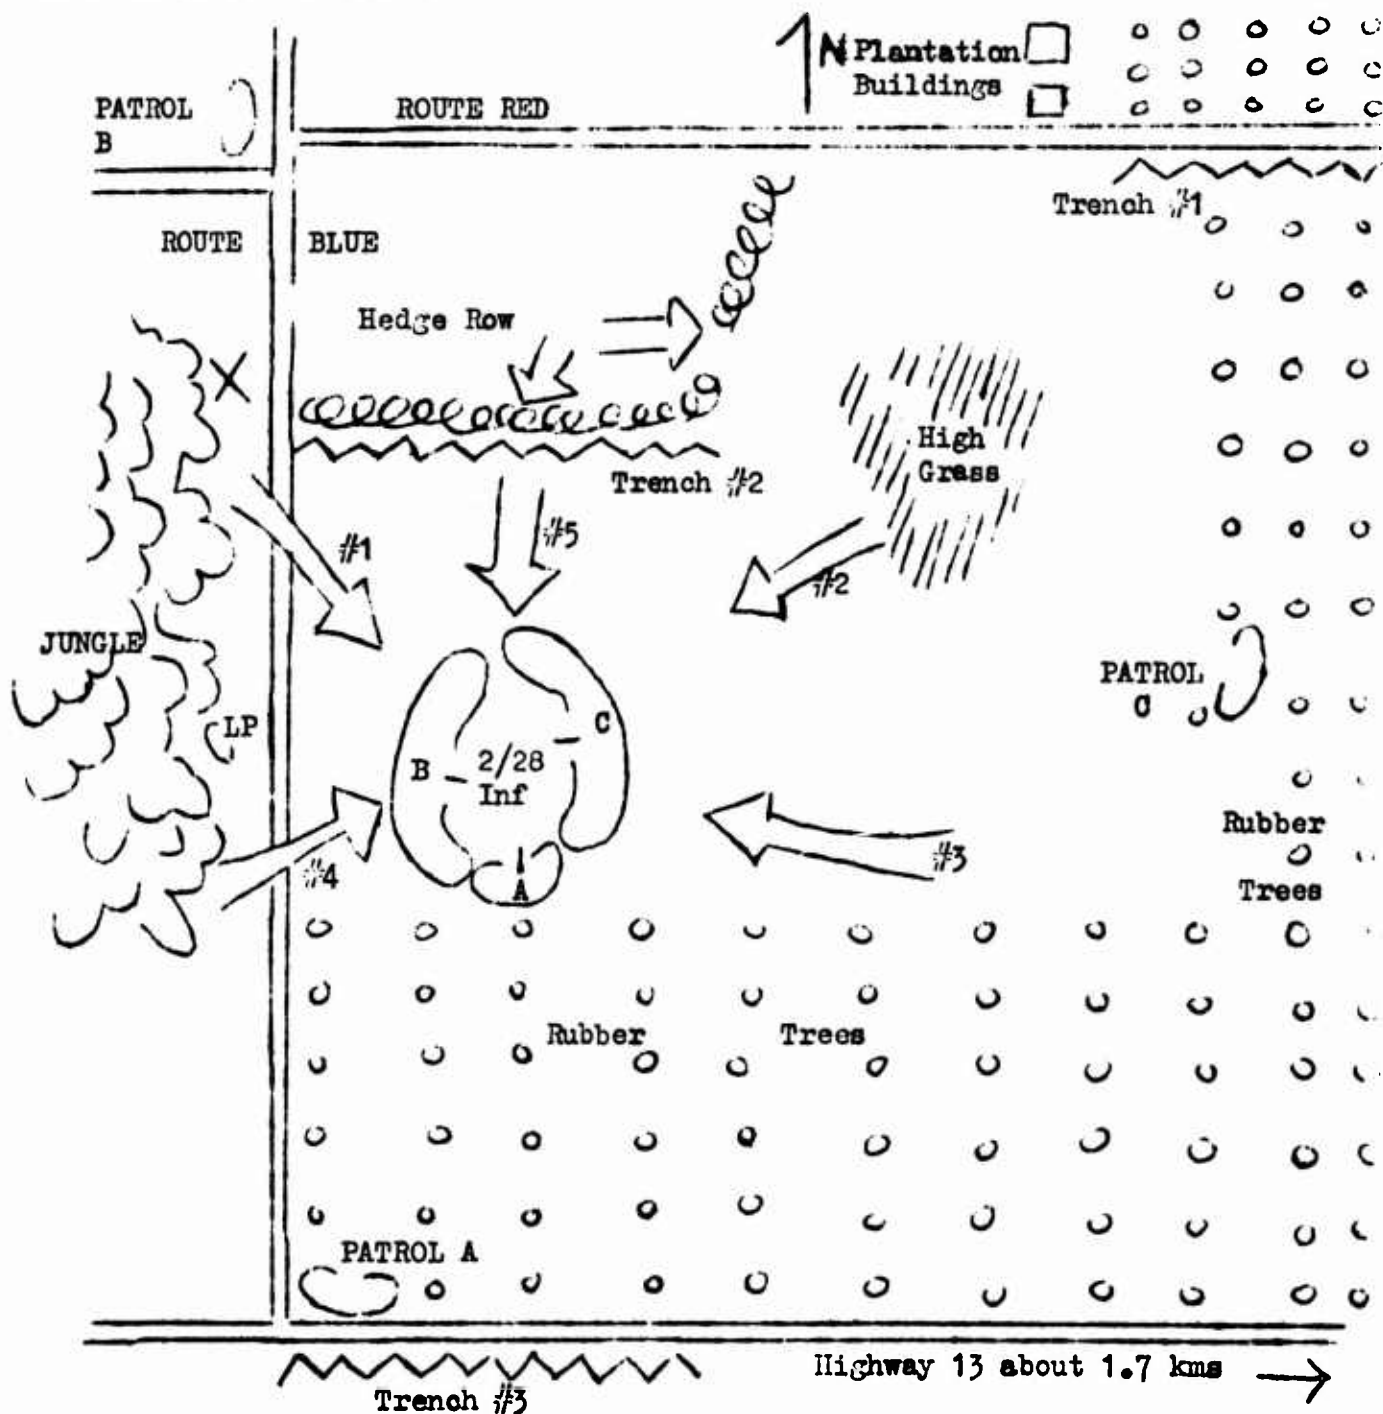 N Plantation
Buildings
PATROL
B
ROUTE RED
Trench #1
ROUTE BLUE
Hedge Row
X
High
Grass
Trench #2
#1
#5
#2
JUNGLE
PATROL
C
LP
C
B
2/28
Inf
Rubber
Trees
#3
#4
A
Rubber Trees
PATROL A
Highway 13 about 1.7 kms
Trench #3